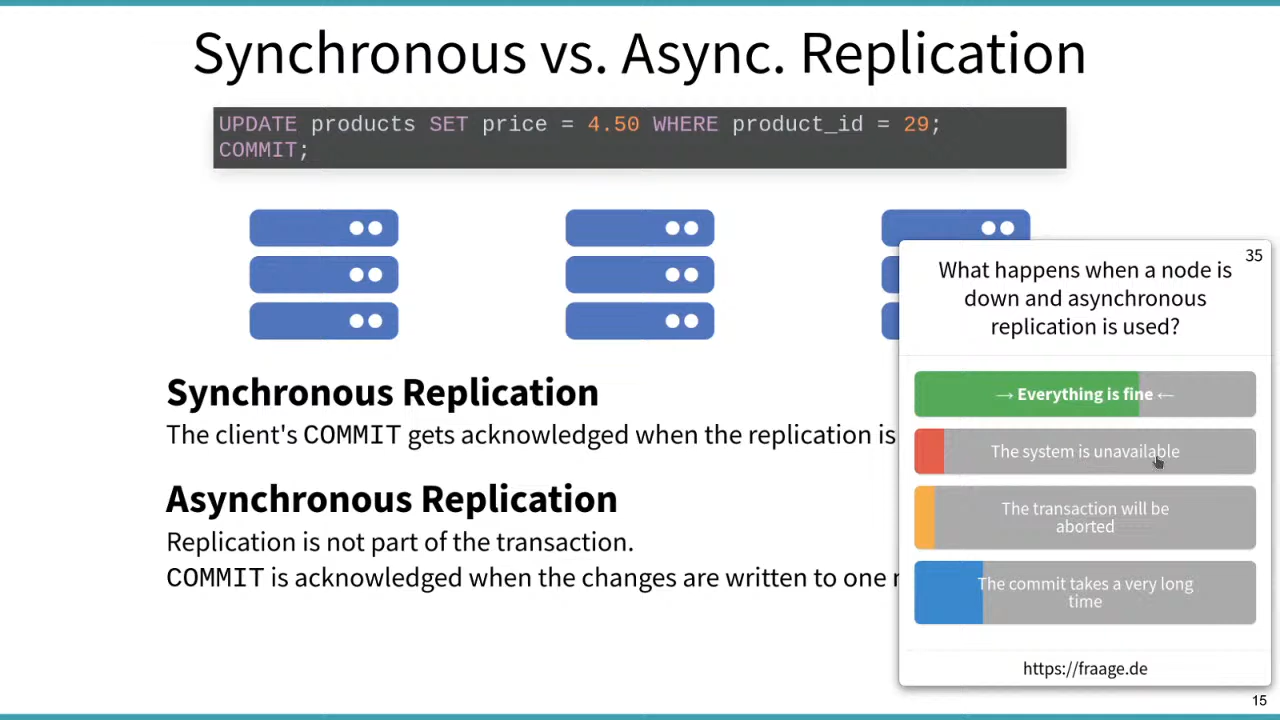 Synchronous vs. Async. Replication
UPDATE products SET price = 4.50 WHERE product_id = 29;
COMMIT;
Synchronous Replication
The client's COMMIT gets acknowledged when the replication is
Asynchronous Replication
Replication is not part of the transaction.
COMMIT is acknowledged when the changes are written to one
35
What happens when a node is
down and asynchronous
replication is used?
→ Everything is fine ←
The system is unavailable
The transaction will be
aborted
The commit takes a very long
time
https://fraage.de
15